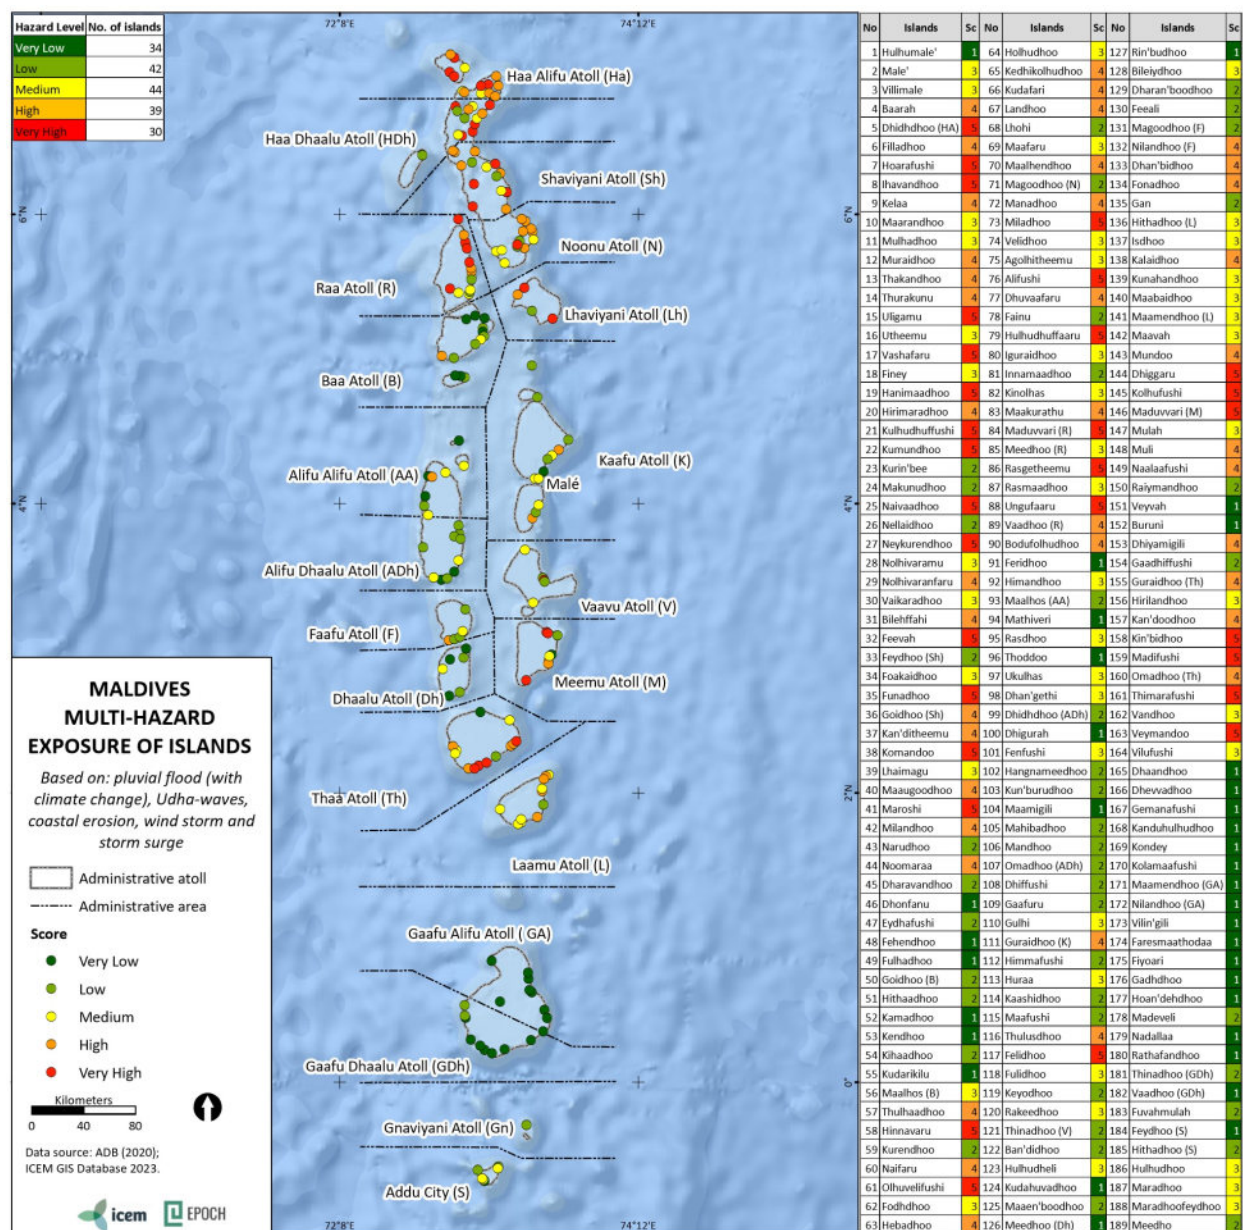 Hazard Level No. of islands
Very Low 34
Low 42
Medium 44
High 39
Very High 30
72°8'E
74°12'E
Haa Alifu Atoll (Ha)
Haa Dhaalu Atoll (HDh)
Shaviyani Atoll (Sh)
6°N
6°N
Noonu Atoll (N)
Raa Atoll (R)
Lhaviyani Atoll (Lh)
Baa Atoll (B)
Kaafu Atoll (K)
Alifu Alifu Atoll (AA)
Malé
4°N
4°N
Alifu Dhaalu Atoll (ADh)
Vaavu Atoll (V)
Faafu Atoll (F)
Meemu Atoll (M)
Dhaalu Atoll (Dh)
Thaa Atoll (Th)
2°N
Laamu Atoll (L)
Gaafu Alifu Atoll ( GA)
Gaafu Dhaalu Atoll (GDh)
0°
Gnaviyani Atoll (Gn)
Addu City (S)
72°8'E
74°12'E
MALDIVES
MULTI-HAZARD
EXPOSURE OF ISLANDS
Based on: pluvial flood (with
climate change), Udha-waves,
coastal erosion, wind storm and
storm surge
Administrative atoll
Administrative area
Score
Very Low
Low
Medium
High
Very High
Kilometers
0 40 80
Data source: ADB (2020);
ICEM GIS Database 2023.
icem EPOCH
No Islands Sc No Islands Sc No Islands Sc
1 Hulhumale' 1 64 Holhudhoo 3 127 Rin'budhoo 1
2 Male' 3 65 Kedhikolhudhoo 4 128 Bileiydhoo 3
3 Villimale 3 66 Kudafari 4 129 Dharan'boodhoo 2
4 Baarah 4 67 Landhoo 4 130 Feeali 2
5 Dhidhdhoo (HA) 5 68 Lhohi 2 131 Magoodhoo (F) 2
6 Filladhoo 4 69 Maafaru 3 132 Nilandhoo (F) 4
7 Hoarafushi 5 70 Maalhendhoo 4 133 Dhan'bidhoo 4
8 Ihavandhoo 5 71 Magoodhoo (N) 2 134 Fonadhoo 4
9 Kelaa 4 72 Manadhoo 4 135 Gan 2
10 Maarandhoo 3 73 Miladhoo 5 136 Hithadhoo (L) 3
11 Mulhadhoo 3 74 Velidhoo 3 137 Isdhoo 3
12 Muraidhoo 4 75 Agolhitheemu 3 138 Kalaidhoo 4
13 Thakandhoo 4 76 Alifushi 5 139 Kunahandhoo 3
14 Thurakunu 4 77 Dhuvaafaru 4 140 Maabaidhoo 3
15 Uligamu 5 78 Fainu 2 141 Maamendhoo (L) 3
16 Utheemu 3 79 Hulhudhuffaaru 5 142 Maavah 3
17 Vashafaru 5 80 Iguraidhoo 3 143 Mundoo 4
18 Finey 3 81 Innamaadhoo 2 144 Dhiggaru 5
19 Hanimaadhoo 5 82 Kinolhas 3 145 Kolhufushi 5
20 Hirimaradhoo 4 83 Maakurathu 4 146 Maduvvari (M) 5
21 Kulhudhuffushi 5 84 Maduvvari (R) 5 147 Mulah 3
22 Kumundhoo 5 85 Meedhoo (R) 3 148 Muli 4
23 Kurin'bee 2 86 Rasgetheemu 5 149 Naalaafushi 4
24 Makunudhoo 2 87 Rasmaadhoo 3 150 Raiymandhoo 2
25 Naivaadhoo 5 88 Ungufaaru 5 151 Veyvah 1
26 Nellaidhoo 2 89 Vaadhoo (R) 4 152 Buruni 1
27 Neykurendhoo 5 90 Bodufolhudhoo 4 153 Dhiyamigili 4
28 Nolhivaramu 3 91 Feridhoo 1 154 Gaadhiffushi 2
29 Nolhivaranfaru 4 92 Himandhoo 3 155 Guraidhoo (Th) 4
30 Vaikaradhoo 3 93 Maalhos (AA) 2 156 Hirilandhoo 3
31 Bilehffahi 4 94 Mathiveri 1 157 Kan'doodhoo 4
32 Feevah 5 95 Rasdhoo 3 158 Kin'bidhoo 5
33 Feydhoo (Sh) 2 96 Thoddoo 1 159 Madifushi 5
34 Foakaidhoo 3 97 Ukulhas 3 160 Omadhoo (Th) 4
35 Funadhoo 5 98 Dhan'gethi 3 161 Thimarafushi 5
36 Goidhoo (Sh) 4 99 Dhidhdhoo (ADh) 2 162 Vandhoo 3
37 Kan'ditheemu 4 100 Dhigurah 1 163 Veymandoo 5
38 Komandoo 5 101 Fenfushi 3 164 Vilufushi 3
39 Lhaimagu 3 102 Hangnameedhoo 2 165 Dhaandhoo 1
40 Maaugoodhoo 4 103 Kun'burudhoo 2 166 Dhevvadhoo 1
41 Maroshi 5 104 Maamigili 1 167 Gemanafushi 1
42 Milandhoo 4 105 Mahibadhoo 2 168 Kanduhulhudhoo 1
43 Narudhoo 2 106 Mandhoo 2 169 Kondey 1
44 Noomaraa 4 107 Omadhoo (ADh) 2 170 Kolamaafushi 1
45 Dharavandhoo 2 108 Dhiffushi 2 171 Maamendhoo (GA) 1
46 Dhonfanu 1 109 Gaafuru 2 172 Nilandhoo (GA) 1
47 Eydhafushi 2 110 Gulhi 3 173 Vilin'gili 1
48 Fehendhoo 1 111 Guraidhoo (K) 4 174 Faresmaathodaa 1
49 Fulhadhoo 1 112 Himmafushi 2 175 Fiyoari 1
50 Goidhoo (B) 2 113 Huraa 3 176 Gadhdhoo 1
51 Hithaadhoo 2 114 Kaashidhoo 2 177 Hoan'dehdhoo 1
52 Kamadhoo 1 115 Maafushi 2 178 Madeveli 2
53 Kendhoo 1 116 Thulusdhoo 4 179 Nadallaa 1
54 Kihaadhoo 2 117 Felidhoo 5 180 Rathafandhoo 1
55 Kudarikilu 1 118 Fulidhoo 3 181 Thinadhoo (GDh) 2
56 Maalhos (B) 3 119 Keyodhoo 2 182 Vaadhoo (GDh) 1
57 Thulhaadhoo 4 120 Rakeedhoo 3 183 Fuvahmulah 2
58 Hinnavaru 5 121 Thinadhoo (V) 2 184 Feydhoo (S) 1
59 Kurendhoo 2 122 Ban'didhoo 2 185 Hithadhoo (S) 2
60 Naifaru 4 123 Hulhudheli 3 186 Hulhudhoo 3
61 Olhuvelifushi 5 124 Kudahuvadhoo 1 187 Maradhoo 3
62 Fodhdhoo 3 125 Maaen'boodhoo 2 188 Maradhoofeydhoo 3
63 Hebadhoo 4 126 Meedhoo (Dh) 1 189 Meedho 2